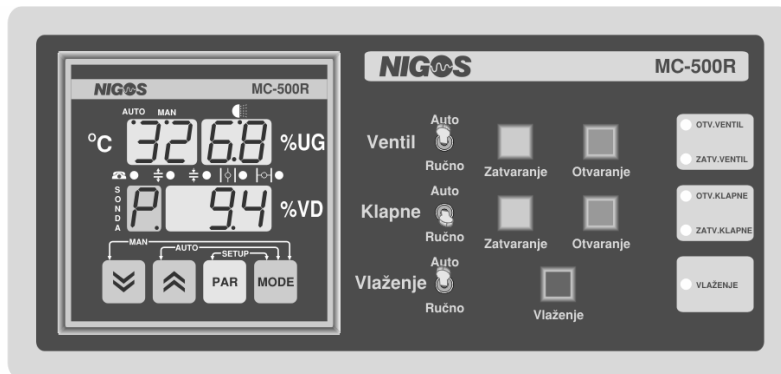 NIGOS MC-500R
NIGOS MC-500R
AUTO MAN
°C 32 6.8 %UG
SONDA P. 9.4 %VD
MAN
AUTO
SETUP
PAR MODE
Ventil Auto Ručno Zatvaranje Otvaranje
OTV.VENTIL
ZATV.VENTIL
Klapne Auto Ručno Zatvaranje Otvaranje
OTV.KLAPNE
ZATV.KLAPNE
Vlaženje Auto Ručno Vlaženje
VLAŽENJE